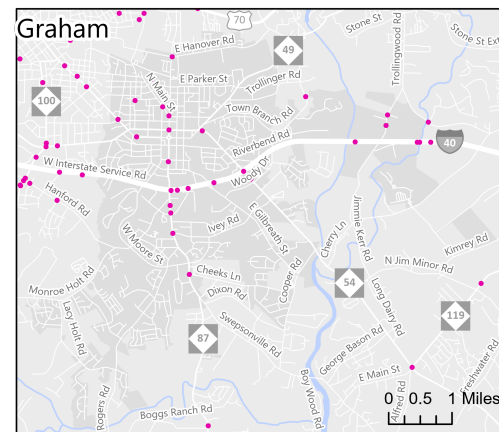 Graham
70
Stone St
Trollingwood Rd
Stone St Ext
E Hanover Rd
49
N Main St
E Parker St
Trollinger Rd
100
Town Branch Rd
Riverbend Rd
40
W Interstate Service Rd
Woody Dr
Hanford Rd
Jimmie Kerr Rd
E Gilbreath St
Ivey Rd
Cherry Ln
W Moore St
Kimrey Rd
N Jim Minor Rd
Cheeks Ln
Cooper Rd
54
Monroe Holt Rd
Dixon Rd
Long Dairy Rd
119
Lacy Holt Rd
Swepsonville Rd
87
George Bason Rd
Freshwater Rd
E Main St
Boy Wood Rd
Rogers Rd
Boggs Ranch Rd
Alfred Rd
0 0.5 1 Miles